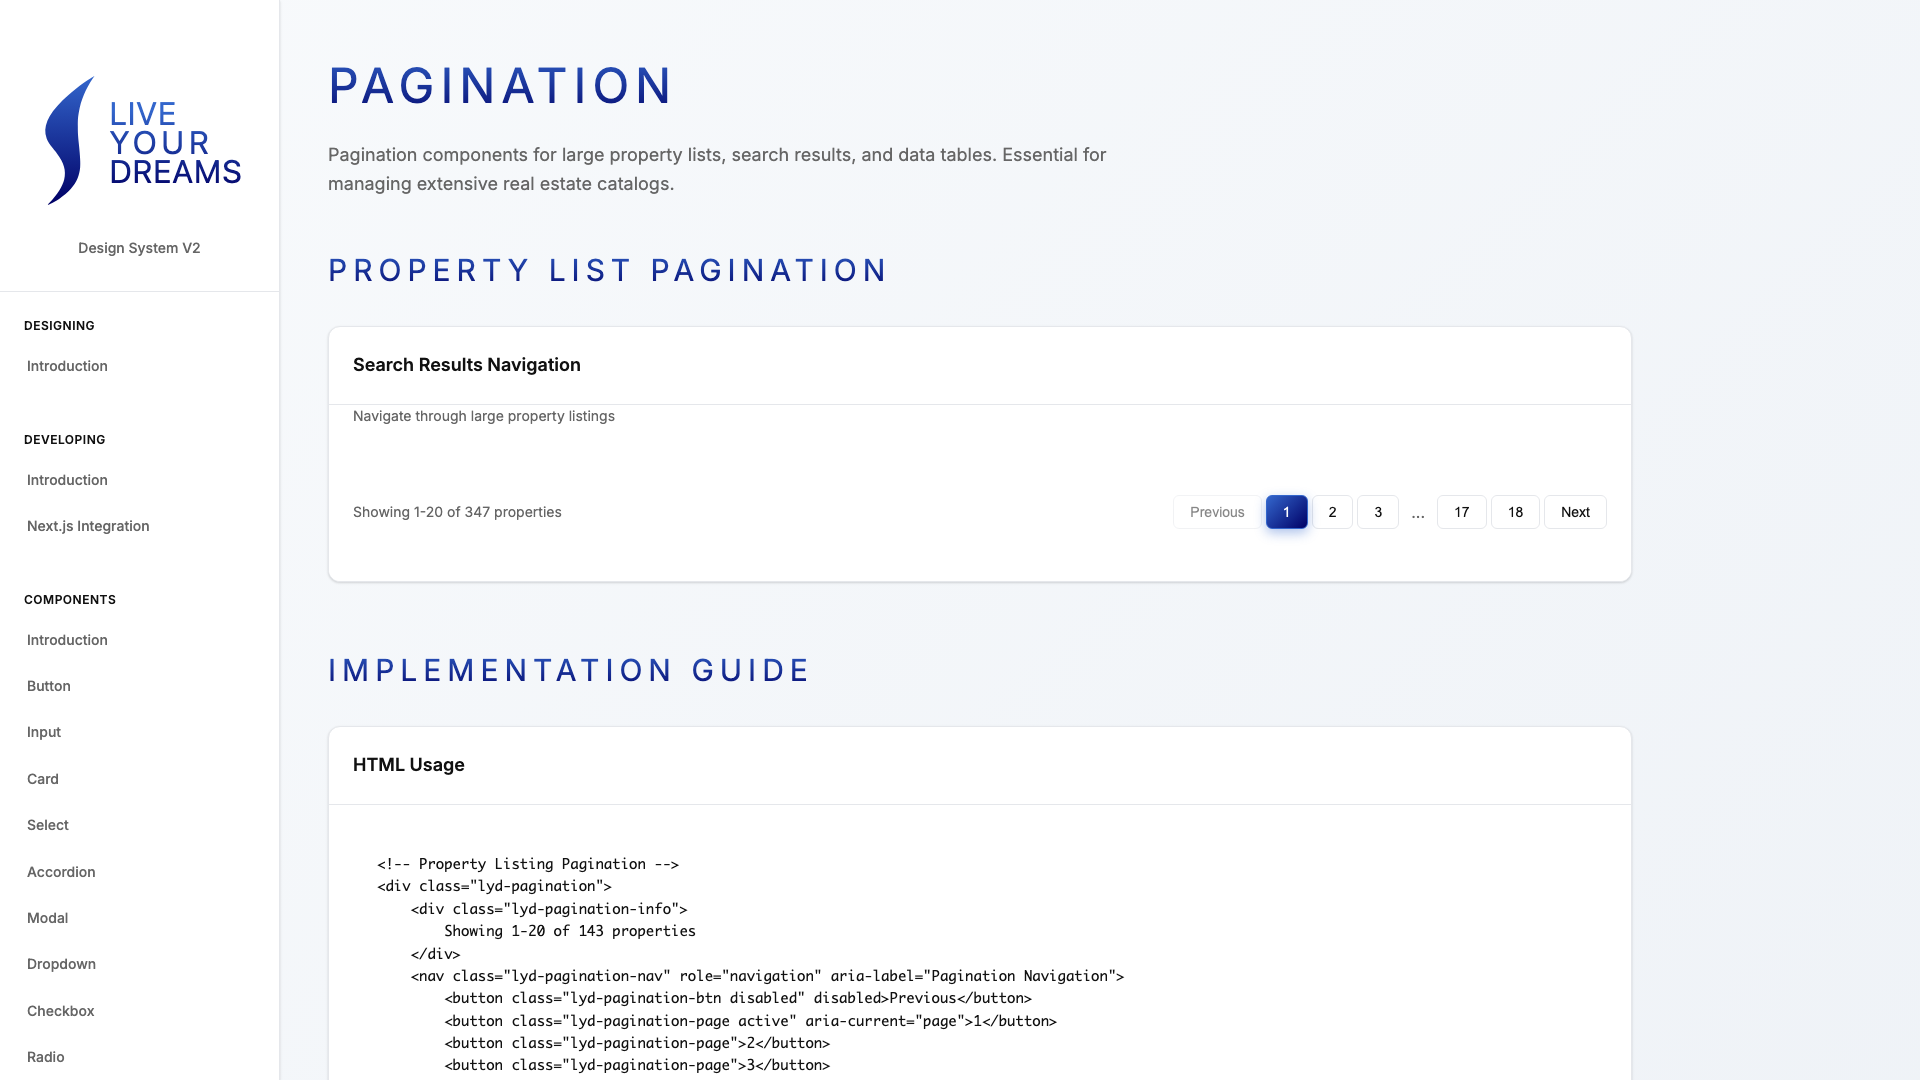 LIVE
YOUR
DREAMS
Design System V2
DESIGNING
Introduction
DEVELOPING
Introduction
Next.js Integration
COMPONENTS
Introduction
Button
Input
Card
Select
Accordion
Modal
Dropdown
Checkbox
Radio
PAGINATION
Pagination components for large property lists, search results, and data tables. Essential for
managing extensive real estate catalogs.
PROPERTY LIST PAGINATION
Search Results Navigation
Navigate through large property listings
Showing 1-20 of 347 properties
Previous 1 2 3 ... 17 18 Next
IMPLEMENTATION GUIDE
HTML Usage
<!-- Property Listing Pagination -->
<div class="lyd-pagination">
    <div class="lyd-pagination-info">
        Showing 1-20 of 143 properties
    </div>
    <nav class="lyd-pagination-nav" role="navigation" aria-label="Pagination Navigation">
        <button class="lyd-pagination-btn disabled" disabled>Previous</button>
        <button class="lyd-pagination-page active" aria-current="page">1</button>
        <button class="lyd-pagination-page">2</button>
        <button class="lyd-pagination-page">3</button>